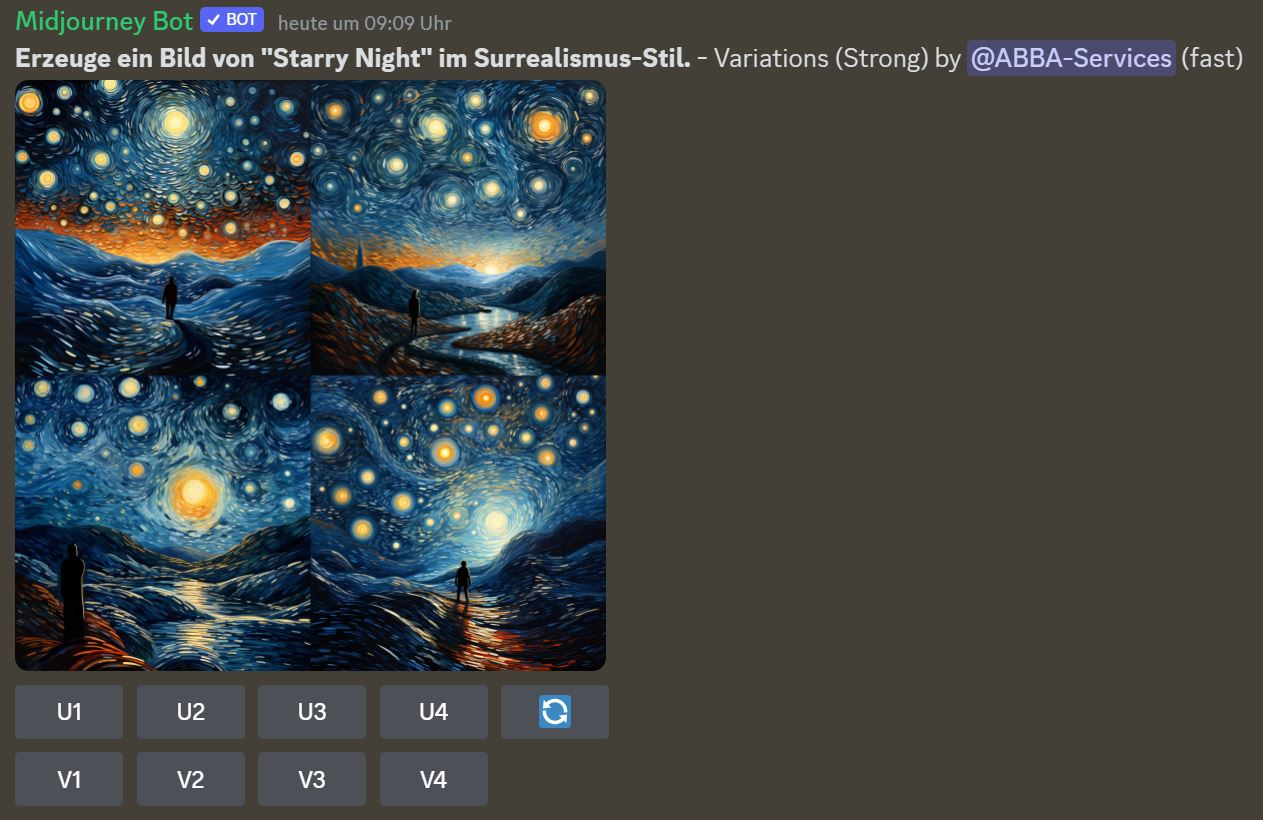 Midjourney Bot ✓ BOT heute um 09:09 Uhr
Erzeuge ein Bild von "Starry Night" im Surrealismus-Stil. - Variations (Strong) by @ABBA-Services (fast)
U1 U2 U3 U4
V1 V2 V3 V4